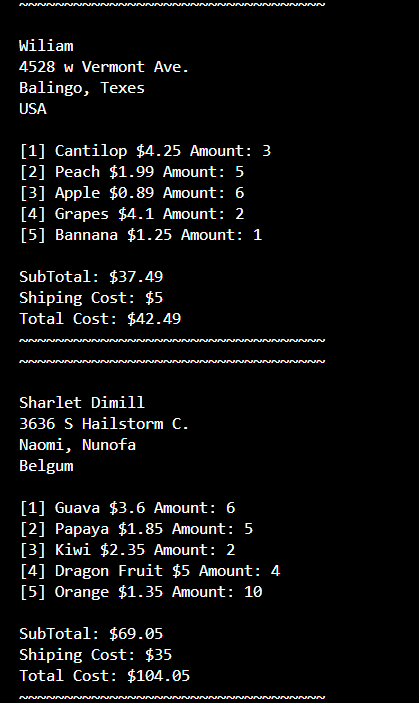 ~~~~~~~~~~~~~~~~~~~~~~~~~~~~~~~~~~
Wiliam
4528 w Vermont Ave.
Balingo, Texes
USA
[1] Cantilop $4.25 Amount: 3
[2] Peach $1.99 Amount: 5
[3] Apple $0.89 Amount: 6
[4] Grapes $4.1 Amount: 2
[5] Bannana $1.25 Amount: 1
SubTotal: $37.49
Shiping Cost: $5
Total Cost: $42.49
~~~~~~~~~~~~~~~~~~~~~~~~~~~~~~~~~~
~~~~~~~~~~~~~~~~~~~~~~~~~~~~~~~~~~
Sharlet Dimill
3636 S Hailstorm C.
Naomi, Nunofa
Belgum
[1] Guava $3.6 Amount: 6
[2] Papaya $1.85 Amount: 5
[3] Kiwi $2.35 Amount: 2
[4] Dragon Fruit $5 Amount: 4
[5] Orange $1.35 Amount: 10
SubTotal: $69.05
Shiping Cost: $35
Total Cost: $104.05
~~~~~~~~~~~~~~~~~~~~~~~~~~~~~~~~~~